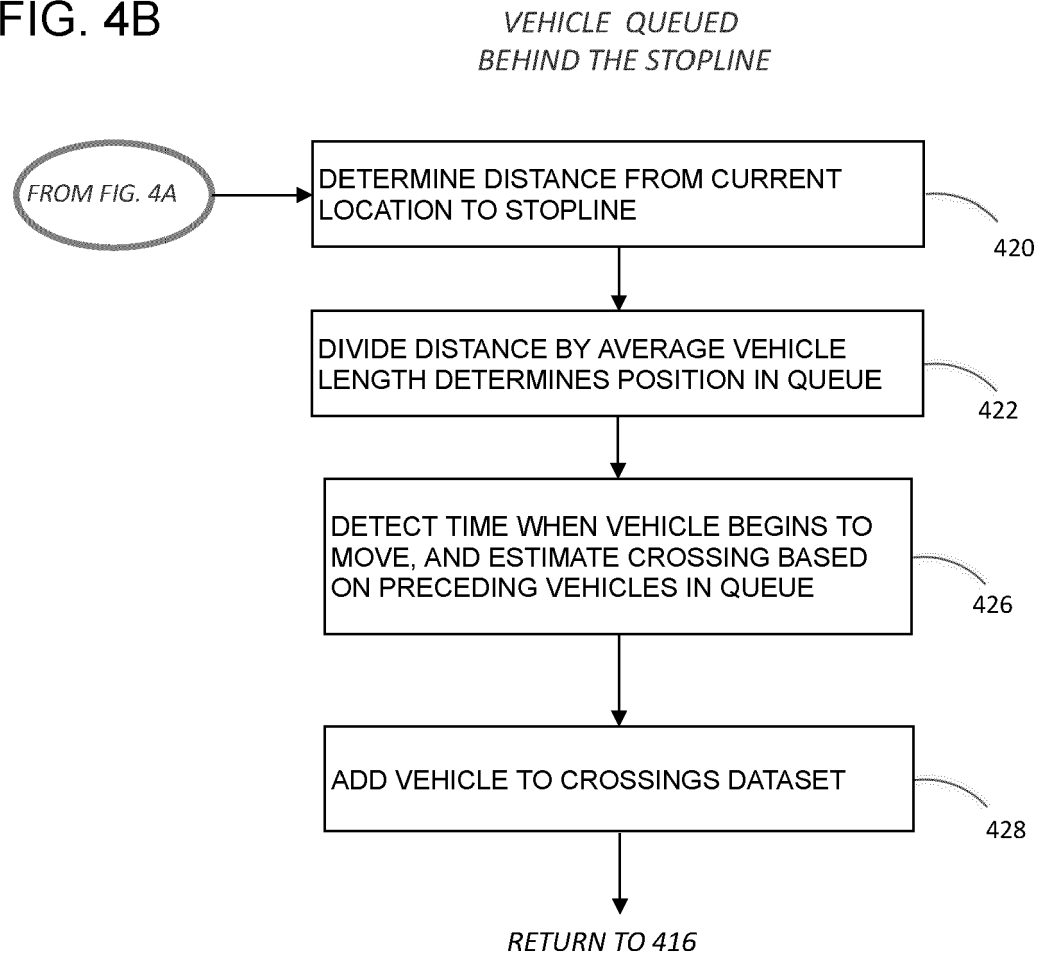 FIG. 4B
VEHICLE QUEUED
BEHIND THE STOPLINE
FROM FIG. 4A
DETERMINE DISTANCE FROM CURRENT
LOCATION TO STOPLINE
420
DIVIDE DISTANCE BY AVERAGE VEHICLE
LENGTH DETERMINES POSITION IN QUEUE
422
DETECT TIME WHEN VEHICLE BEGINS TO
MOVE, AND ESTIMATE CROSSING BASED
ON PRECEDING VEHICLES IN QUEUE
426
ADD VEHICLE TO CROSSINGS DATASET
428
RETURN TO 416